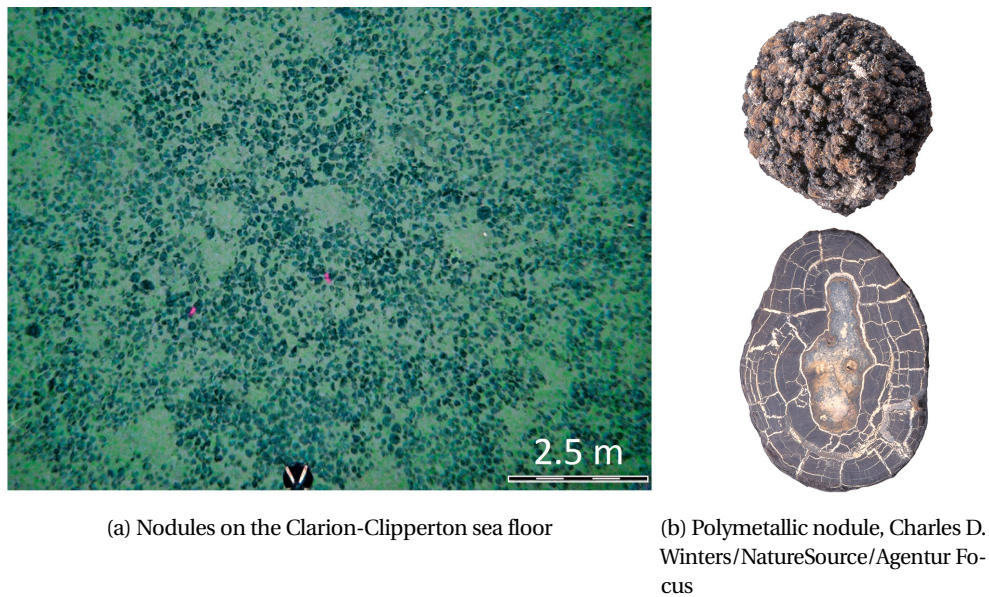 2.5 m
(a) Nodules on the Clarion-Clipperton sea floor
(b) Polymetallic nodule, Charles D.
Winters/NatureSource/Agentur Fo-
cus